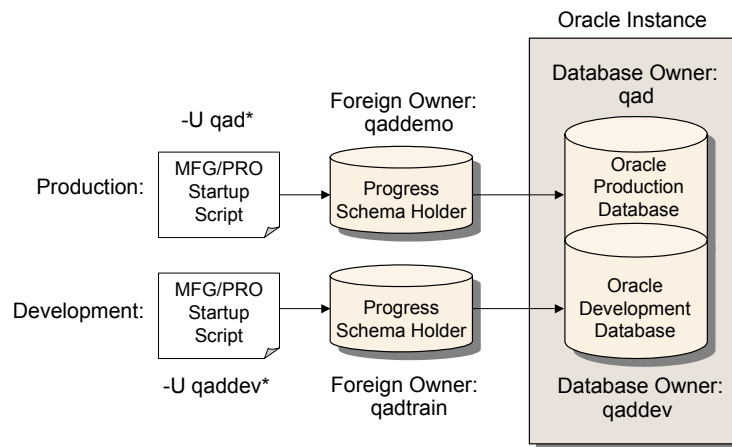 Oracle Instance
Database Owner:
qad
Foreign Owner:
qaddemo
-U qad*
Production:
MFG/PRO
Startup
Script
Progress
Schema Holder
Oracle
Production
Database
Development:
MFG/PRO
Startup
Script
Progress
Schema Holder
Oracle
Development
Database
-U qaddev*
Foreign Owner:
qadtrain
Database Owner:
qaddev